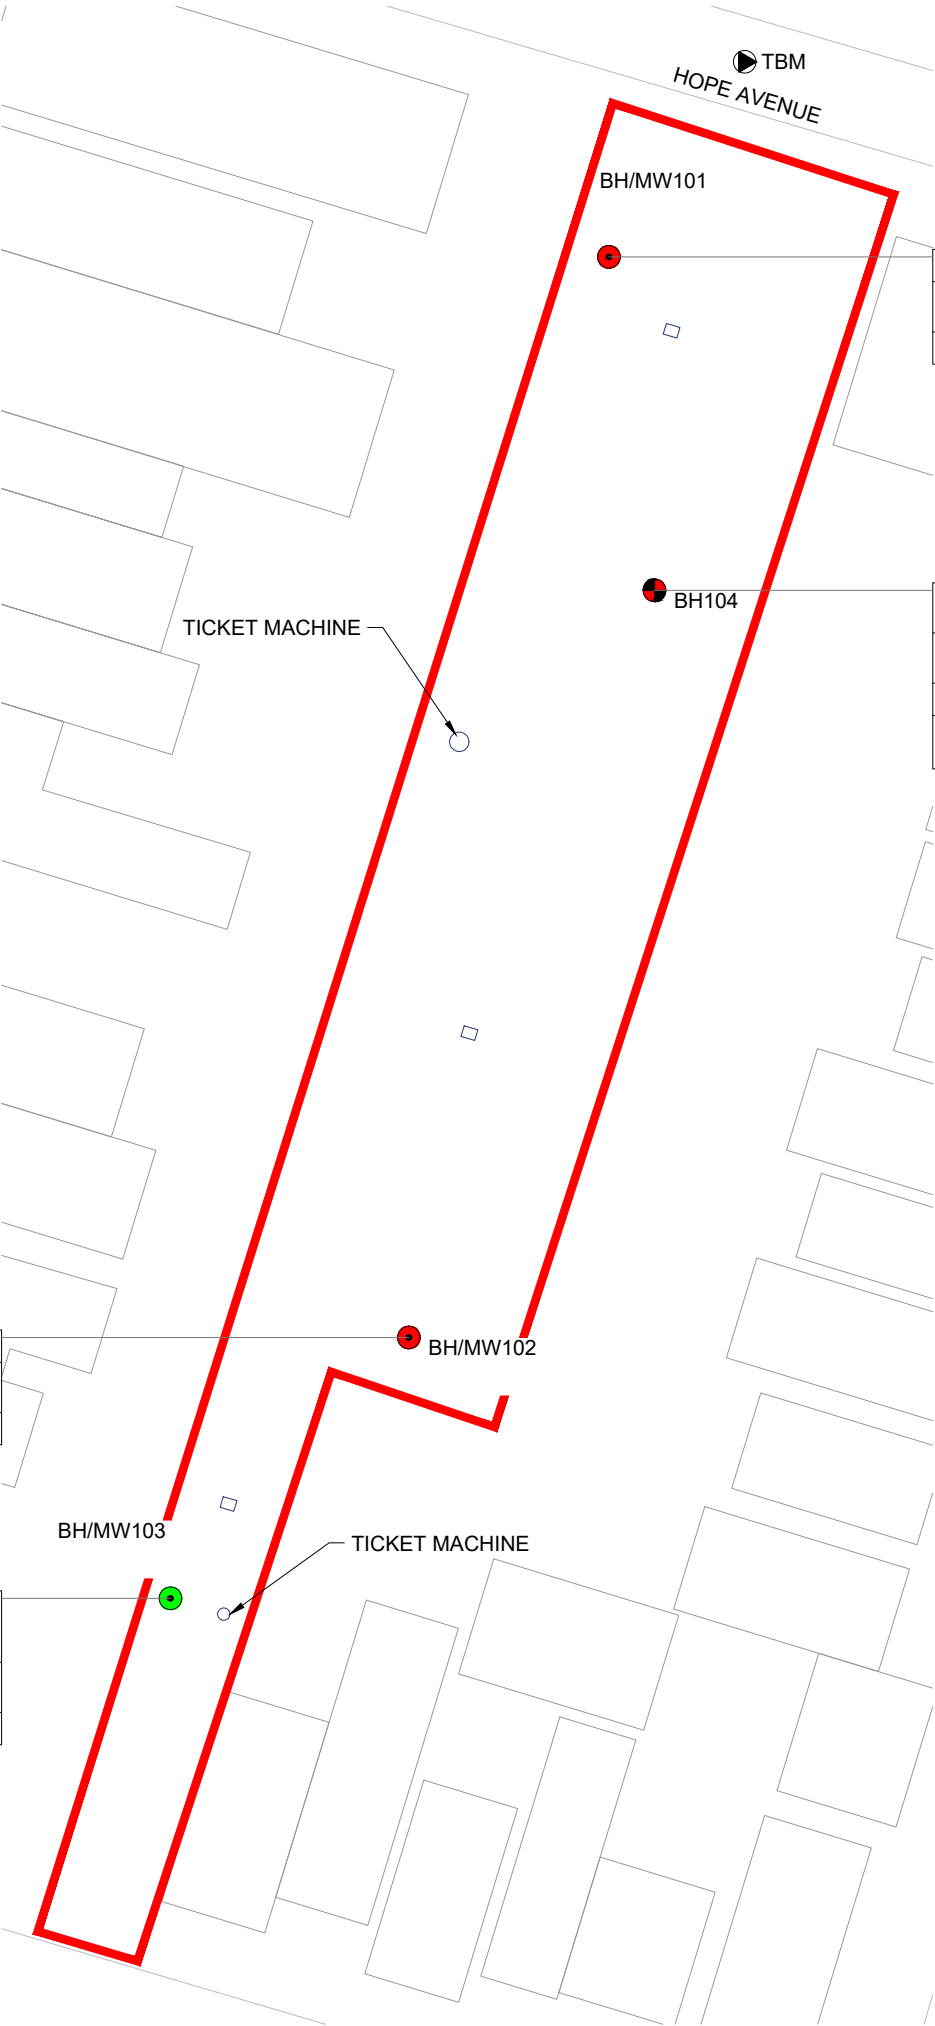 TBM
HOPE AVENUE
BH/MW101
BH104
TICKET MACHINE
BH/MW102
BH/MW103
TICKET MACHINE